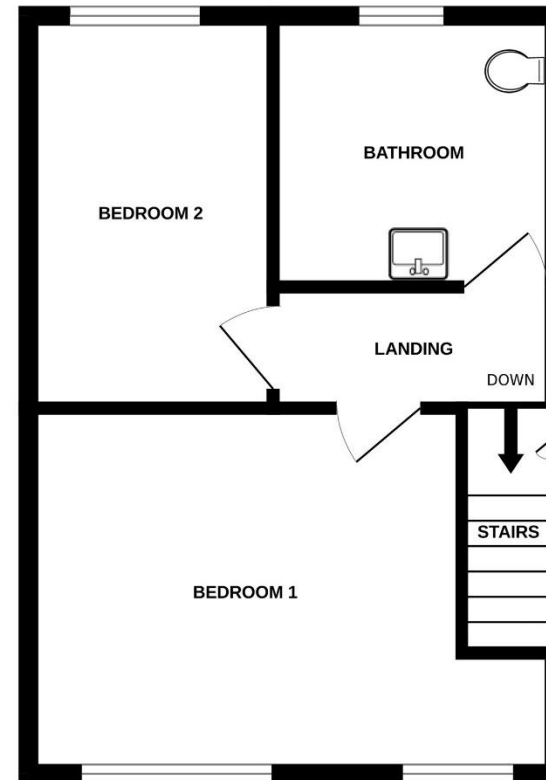 BATHROOM
BEDROOM 2
LANDING
DOWN
STAIRS
BEDROOM 1